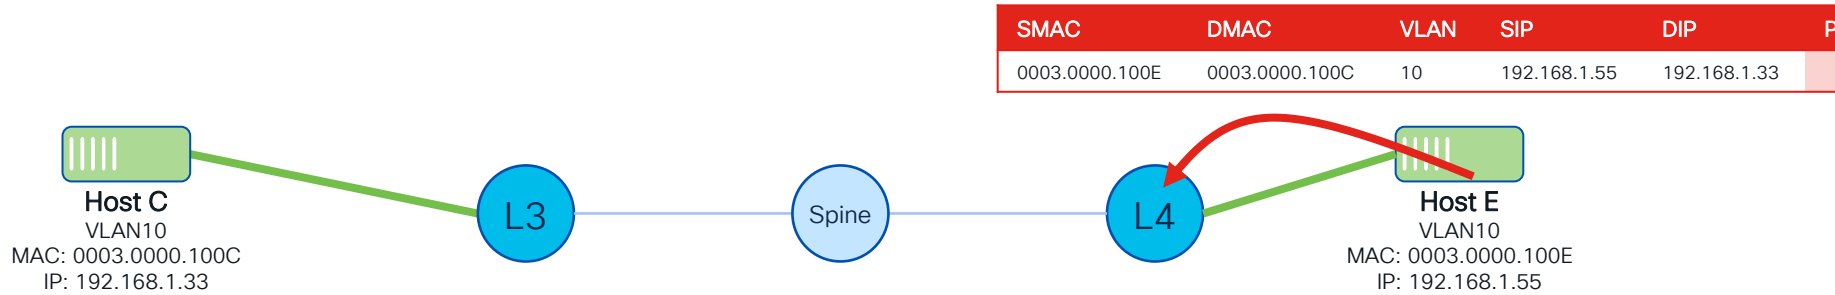 SMAC DMAC VLAN SIP DIP P
0003.0000.100E 0003.0000.100C 10 192.168.1.55 192.168.1.33
Host C
VLAN10
MAC: 0003.0000.100C
IP: 192.168.1.33
L3
Spine
L4
Host E
VLAN10
MAC: 0003.0000.100E
IP: 192.168.1.55